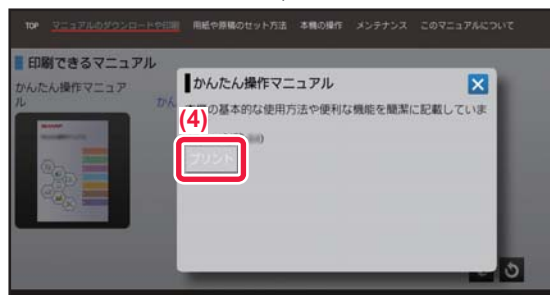 TOP マニュアルのダウンロードや印刷 用紙や原稿のセット方法 本機の操作 メンテナンス このマニュアルについて
印刷できるマニュアル
かんたん操作マニュア
ル
かん
かんたん操作マニュアル
の基本的な使用方法や便利な機能を簡潔に記載していま
(4)
プリント